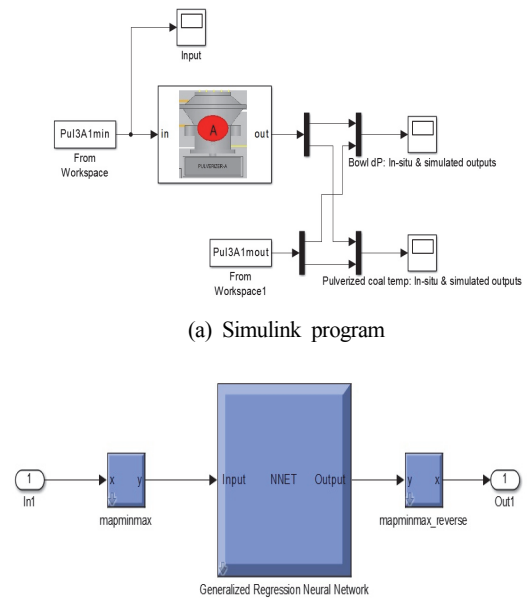 Input
Pul3A1min
From
Workspace
in
A
out
PULVERIZER-A
Bowl dP: In-situ & simulated outputs
Pul3A1mout
From
Workspace1
Pulverized coal temp: In-situ & simulated outputs
(a) Simulink program
1
In1
x y
mapminmax
Input NNET Output
Generalized Regression Neural Network
y x
mapminmax_reverse
1
Out1